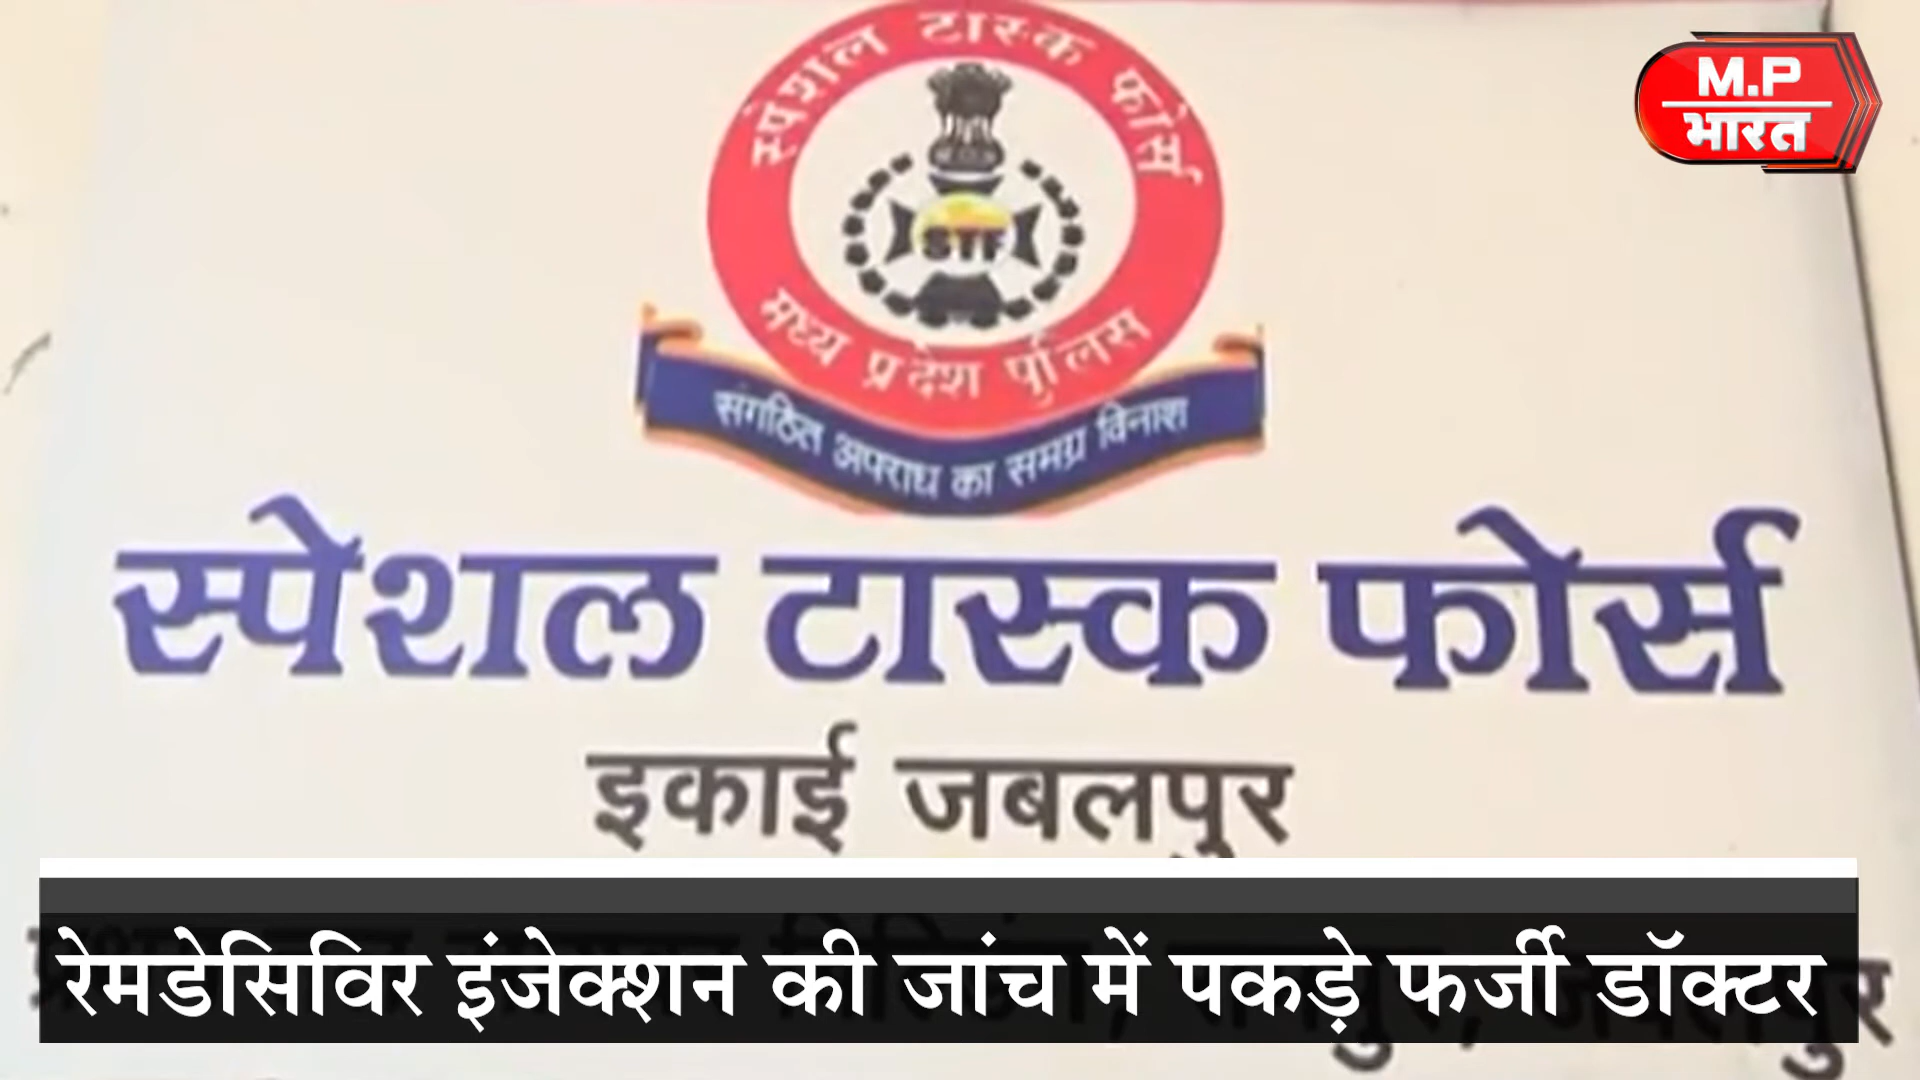 स्पेशल टास्क फोर्स
M.P
भारत
STF
मध्य प्रदेश पुलिस
संगठित अपराध का समग्र विनाश
स्पेशल टास्क फोर्स
इकाई जबलपुर
रेमडेसिविर इंजेक्शन की जांच में पकड़े फर्जी डॉक्टर